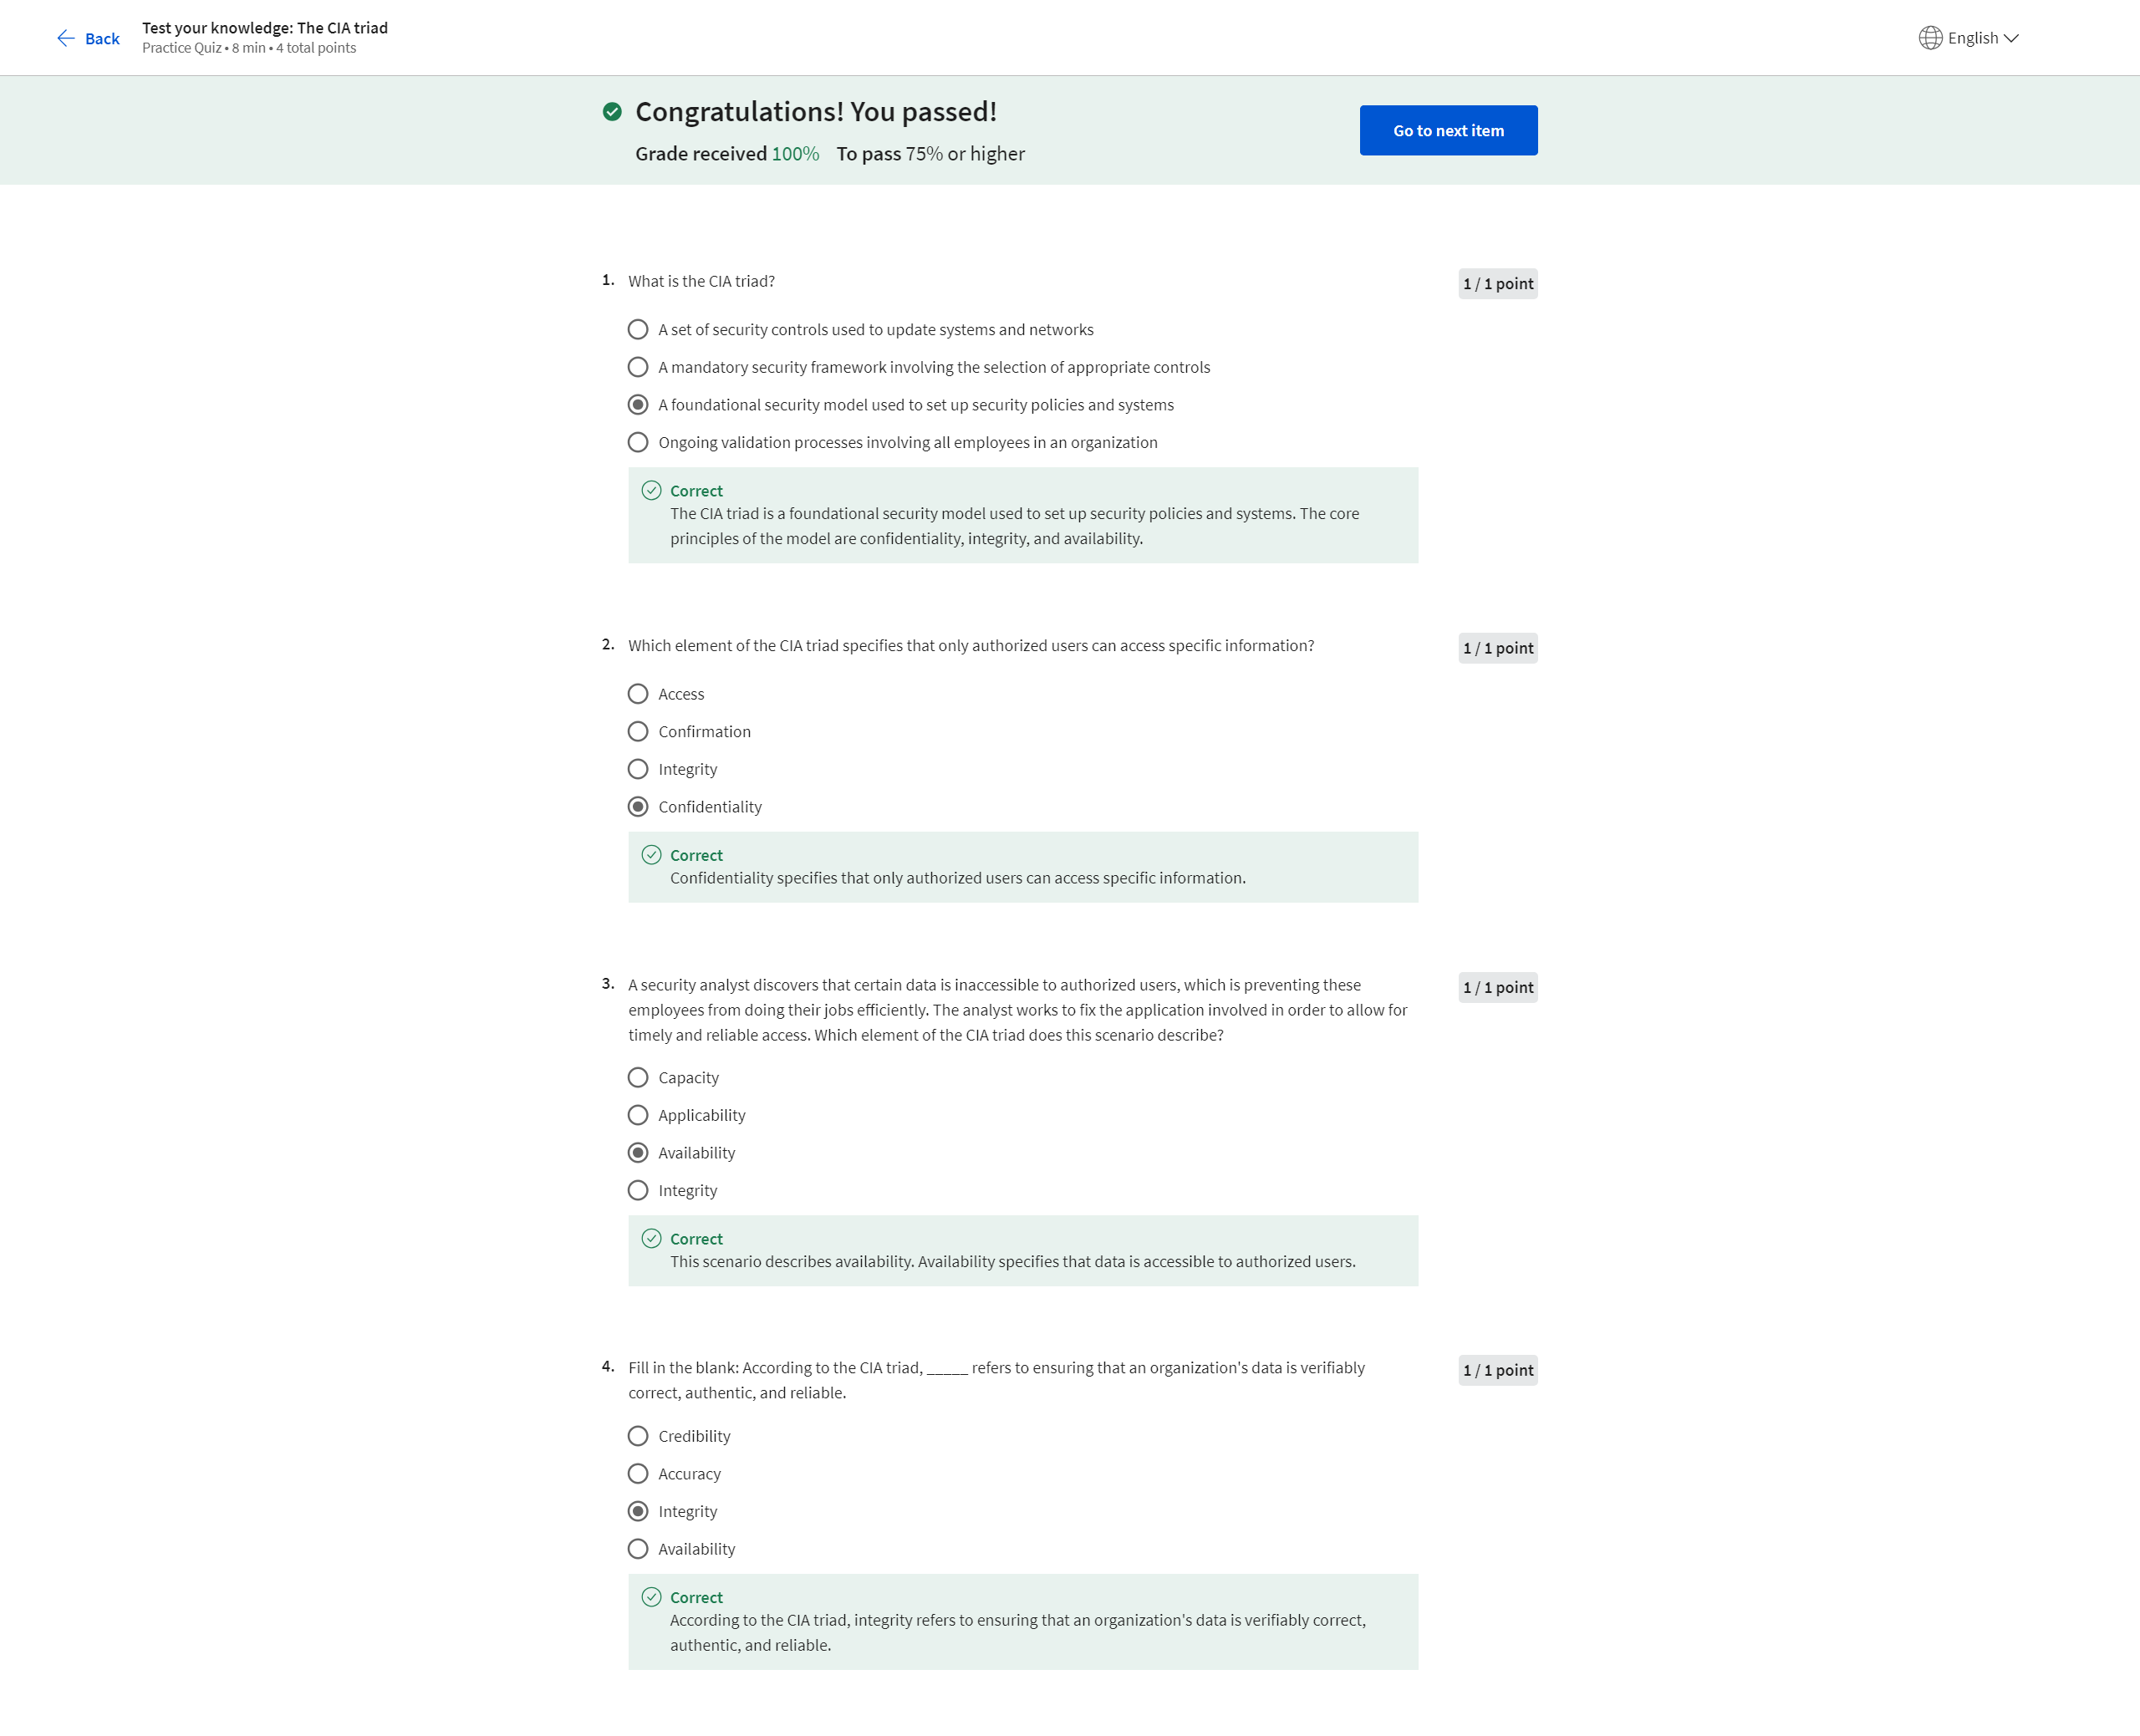 Back
Test your knowledge: The CIA triad
Practice Quiz • 8 min • 4 total points
English
Congratulations! You passed!
Grade received 100% To pass 75% or higher
Go to next item
1. What is the CIA triad?
1 / 1 point
A set of security controls used to update systems and networks
A mandatory security framework involving the selection of appropriate controls
A foundational security model used to set up security policies and systems
Ongoing validation processes involving all employees in an organization
Correct
The CIA triad is a foundational security model used to set up security policies and systems. The core
principles of the model are confidentiality, integrity, and availability.
2. Which element of the CIA triad specifies that only authorized users can access specific information?
1 / 1 point
Access
Confirmation
Integrity
Confidentiality
Correct
Confidentiality specifies that only authorized users can access specific information.
3. A security analyst discovers that certain data is inaccessible to authorized users, which is preventing these
employees from doing their jobs efficiently. The analyst works to fix the application involved in order to allow for
timely and reliable access. Which element of the CIA triad does this scenario describe?
1 / 1 point
Capacity
Applicability
Availability
Integrity
Correct
This scenario describes availability. Availability specifies that data is accessible to authorized users.
4. Fill in the blank: According to the CIA triad, _____ refers to ensuring that an organization's data is verifiably
correct, authentic, and reliable.
1 / 1 point
Credibility
Accuracy
Integrity
Availability
Correct
According to the CIA triad, integrity refers to ensuring that an organization's data is verifiably correct,
authentic, and reliable.